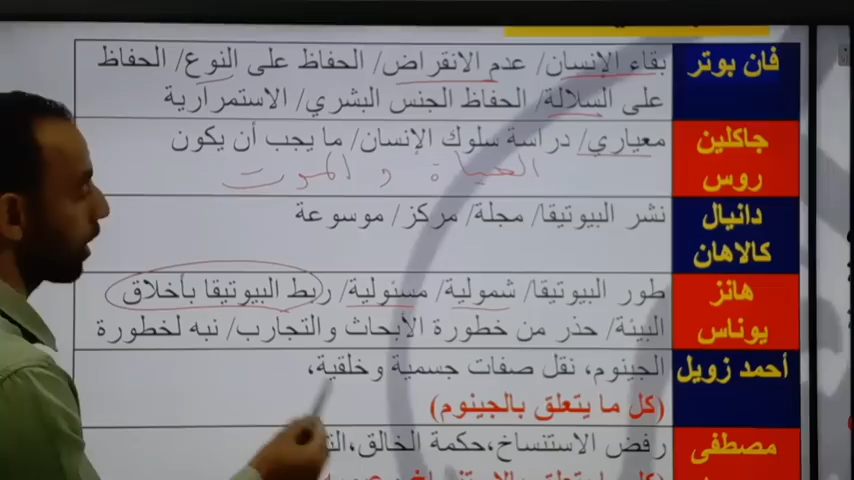 فان بوتر
بقاء الإنسان/ عدم الانقراض/ الحفاظ على النوع/ الحفاظ
على السلالة/ الحفاظ الجنس البشري/ الاستمرارية
جاكلين
روس
معياري/ دراسة سلوك الإنسان/ ما يجب أن يكون
الحياة و الموت
دانيال
كالاهان
نشر البيوتيقا/ مجلة/ مركز/ موسوعة
هانز
يوناس
طور البيوتيقا/ شمولية/ مسئولية/ ربط البيوتيقا بأخلاق
البيئة/ حذر من خطورة الأبحاث والتجارب/ نبه لخطورة
أحمد زويل
الجينوم، نقل صفات جسمية وخلقية،
(كل ما يتعلق بالجينوم)
مصطفى
رفض الاستنساخ،حكمة الخالق،